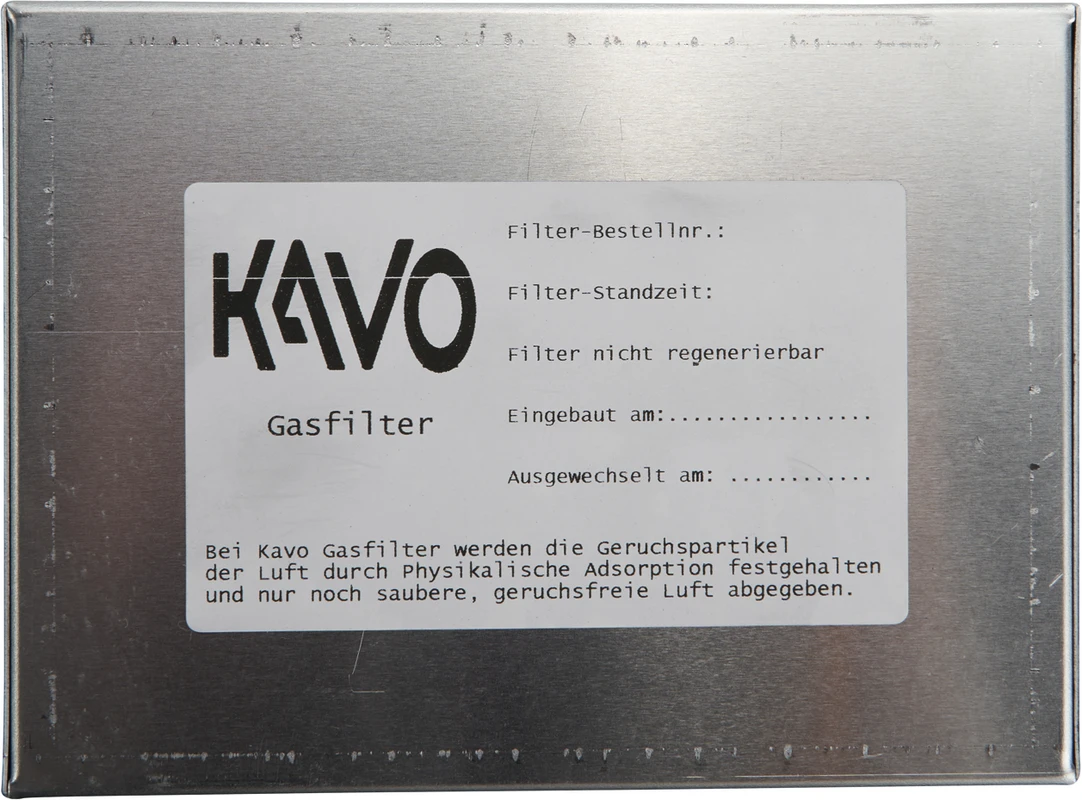 KAVO
Gasfilter
Filter-Bestellnr.:
Filter-Standzeit:
Filter nicht regenerierbar
Eingebaut am:.................
Ausgewechselt am: ............
Bei Kavo Gasfilter werden die Geruchspartikel
der Luft durch Physikalische Adsorption festgehalten
und nur noch saubere, geruchsfreie Luft abgegeben.